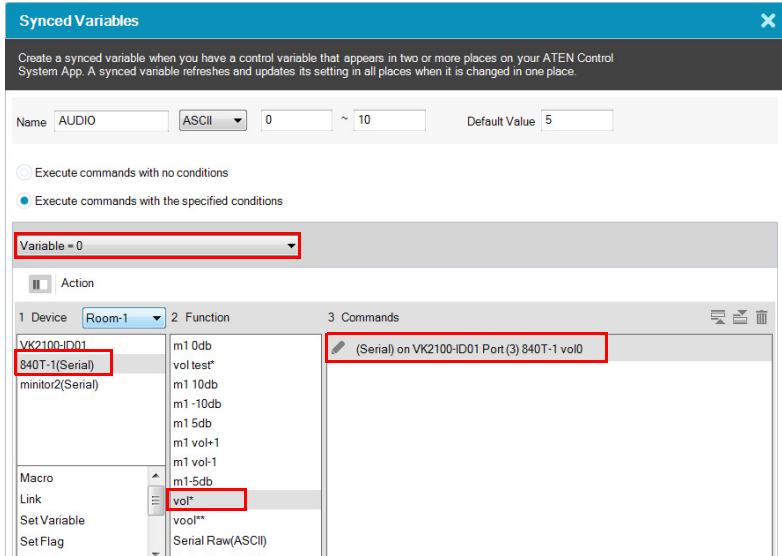 Synced Variables
Create a synced variable when you have a control variable that appears in two or more places on your ATEN Control
System App. A synced variable refreshes and updates its setting in all places when it is changed in one place.
Name AUDIO ASCII 0 ~ 10 Default Value 5
Execute commands with no conditions
Execute commands with the specified conditions
Variable = 0
Action
1 Device Room-1 2 Function 3 Commands
VK2100-ID01
840T-1(Serial)
minitor2(Serial)
Macro
Link
Set Variable
Set Flag
m1 0db
vol test*
m1 10db
m1 -10db
m1 5db
m1 vol+1
m1 vol-1
m1-5db
vol*
vool**
Serial Raw(ASCII)
(Serial) on VK2100-ID01 Port (3) 840T-1 vol0